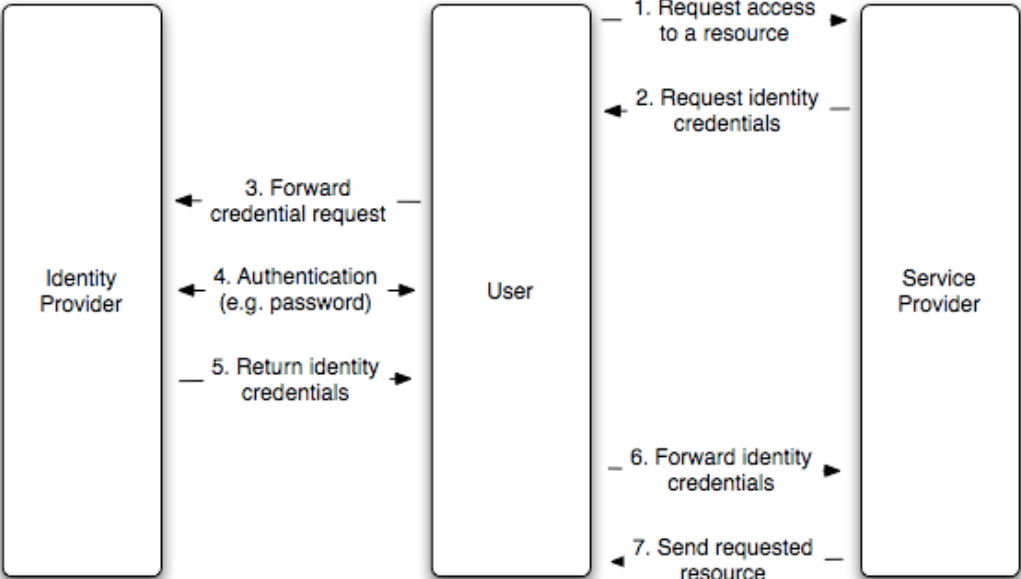 1. Request access
to a resource
2. Request identity
credentials
3. Forward
credential request
Identity
Provider
4. Authentication
(e.g. password)
User
Service
Provider
5. Return identity
credentials
6. Forward identity
credentials
7. Send requested
resource